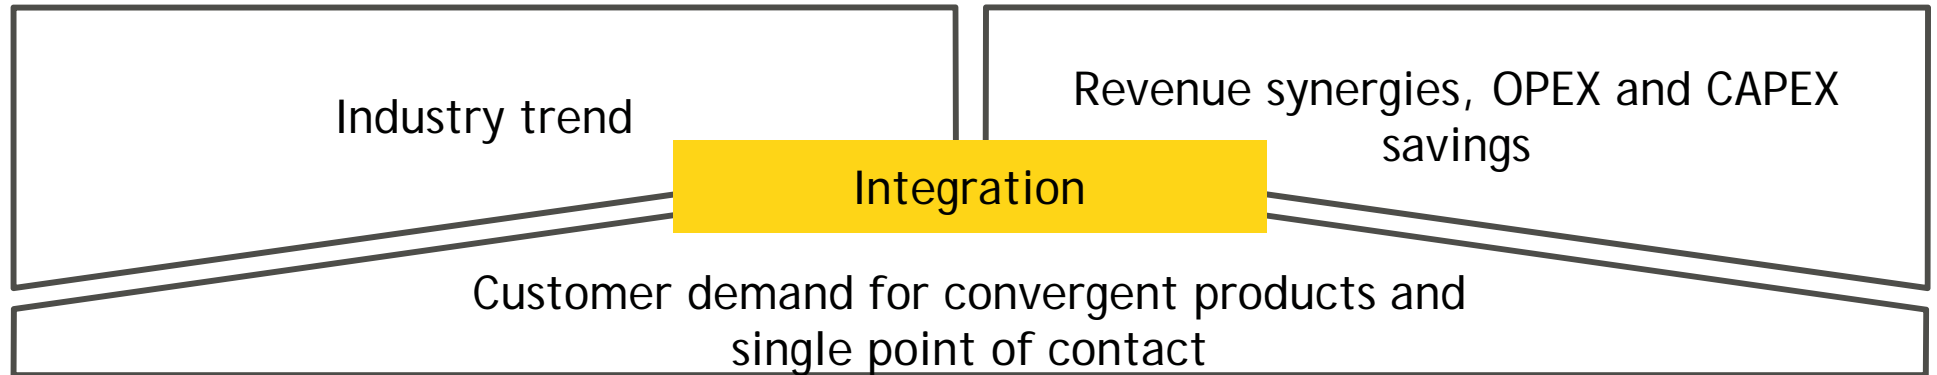 Industry trend
Revenue synergies, OPEX and CAPEX
savings
Integration
Customer demand for convergent products and
single point of contact